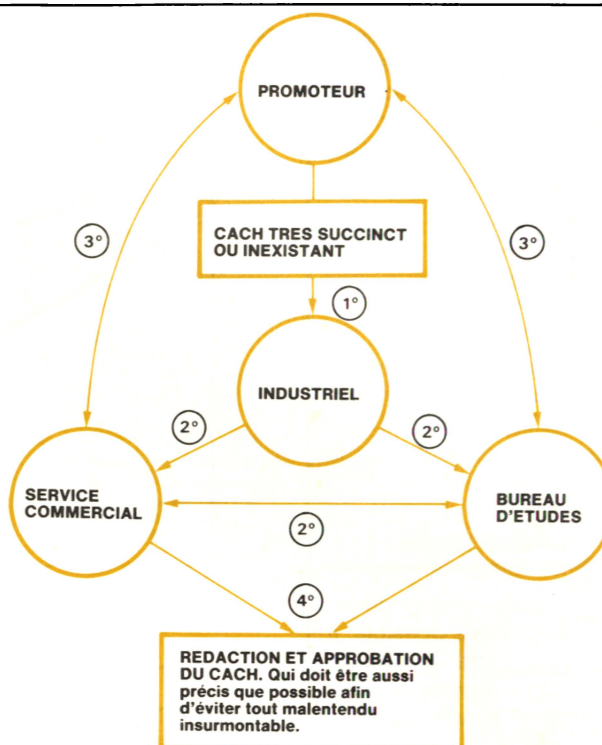 PROMOTEUR
3°
CACH TRES SUCCINCT
OU INEXISTANT
3°
1°
INDUSTRIEL
2°
2°
SERVICE
COMMERCIAL
BUREAU
D'ETUDES
2°
4°
REDACTION ET APPROBATION
DU CACH. Qui doit être aussi
précis que possible afin
d'éviter tout malentendu
insurmontable.